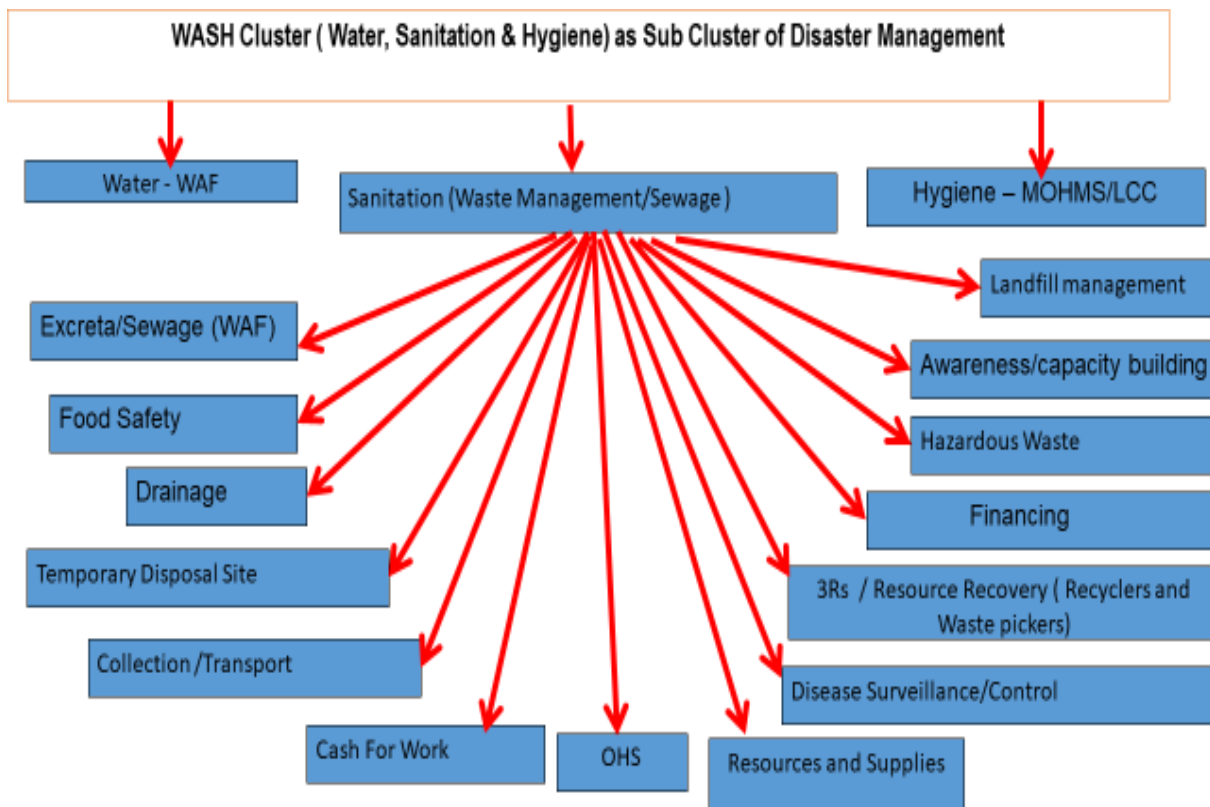 WASH Cluster ( Water, Sanitation & Hygiene) as Sub Cluster of Disaster Management
Water - WAF
Sanitation (Waste Management/Sewage )
Hygiene – MOHMS/LCC
Landfill management
Excreta/Sewage (WAF)
Awareness/capacity building
Food Safety
Hazardous Waste
Drainage
Financing
Temporary Disposal Site
3Rs / Resource Recovery ( Recyclers and
Waste pickers)
Collection /Transport
Disease Surveillance/Control
Cash For Work
OHS
Resources and Supplies